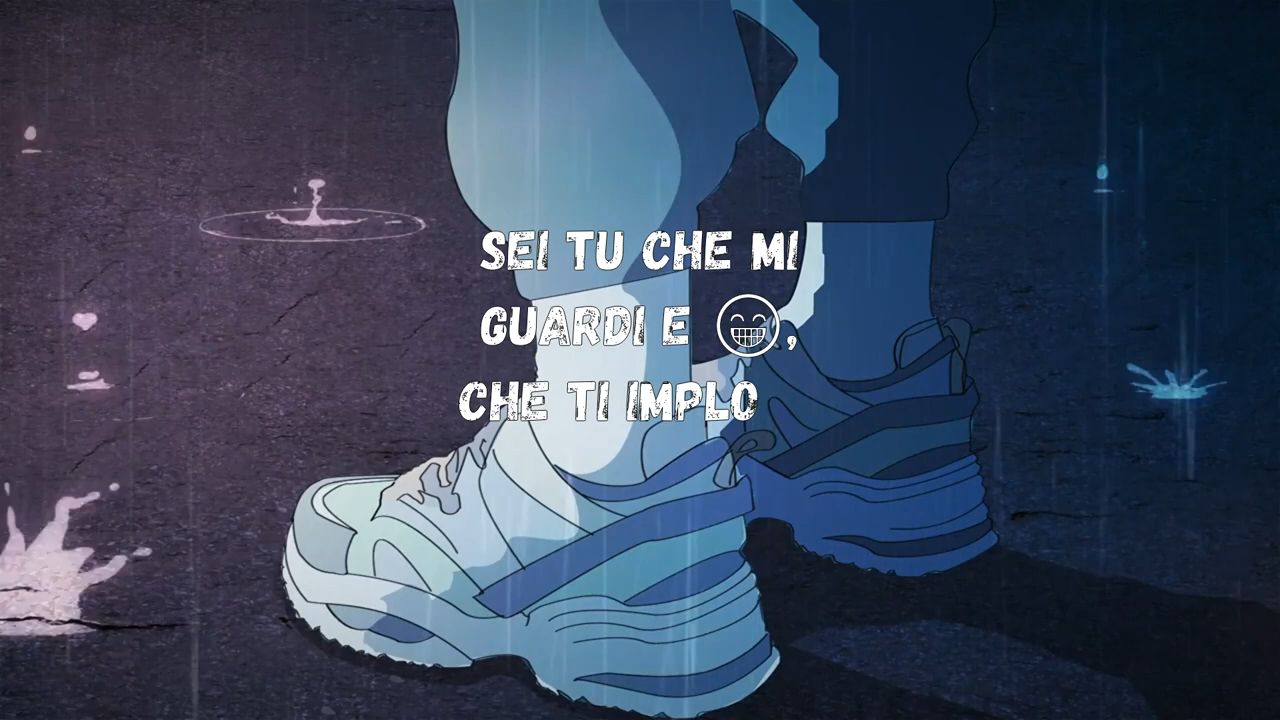 SEI TU CHE MI
GUARDI E 😁,
CHE TI IMPLO